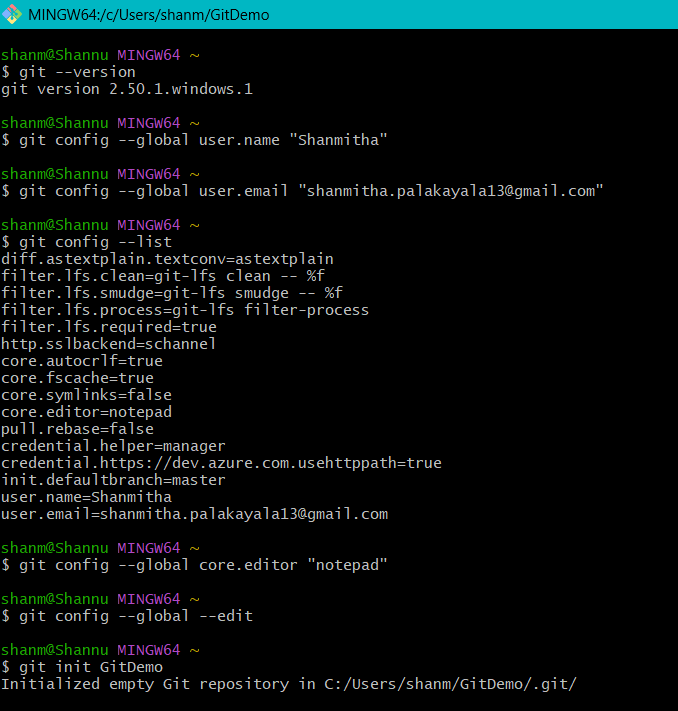 MINGW64:/c/Users/shanm/GitDemo
shanm@Shannu MINGW64 ~
$ git --version
git version 2.50.1.windows.1
shanm@Shannu MINGW64 ~
$ git config --global user.name "Shanmitha"
shanm@Shannu MINGW64 ~
$ git config --global user.email "shanmitha.palakayala13@gmail.com"
shanm@Shannu MINGW64 ~
$ git config --list
diff.astextplain.textconv=astextplain
filter.lfs.clean=git-lfs clean -- %f
filter.lfs.smudge=git-lfs smudge -- %f
filter.lfs.process=git-lfs filter-process
filter.lfs.required=true
http.sslbackend=schannel
core.autocrlf=true
core.fscache=true
core.symlinks=false
core.editor=notepad
pull.rebase=false
credential.helper=manager
credential.https://dev.azure.com.usehttppath=true
init.defaultbranch=master
user.name=Shanmitha
user.email=shanmitha.palakayala13@gmail.com
shanm@Shannu MINGW64 ~
$ git config --global core.editor "notepad"
shanm@Shannu MINGW64 ~
$ git config --global --edit
shanm@Shannu MINGW64 ~
$ git init GitDemo
Initialized empty Git repository in C:/Users/shanm/GitDemo/.git/